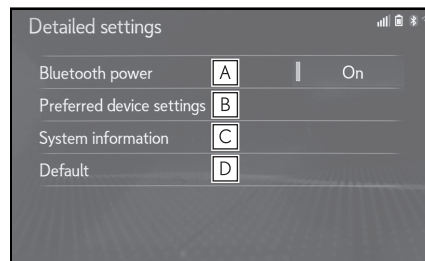 Detailed settings
Bluetooth power A On
Preferred device settings B
System information C
Default D